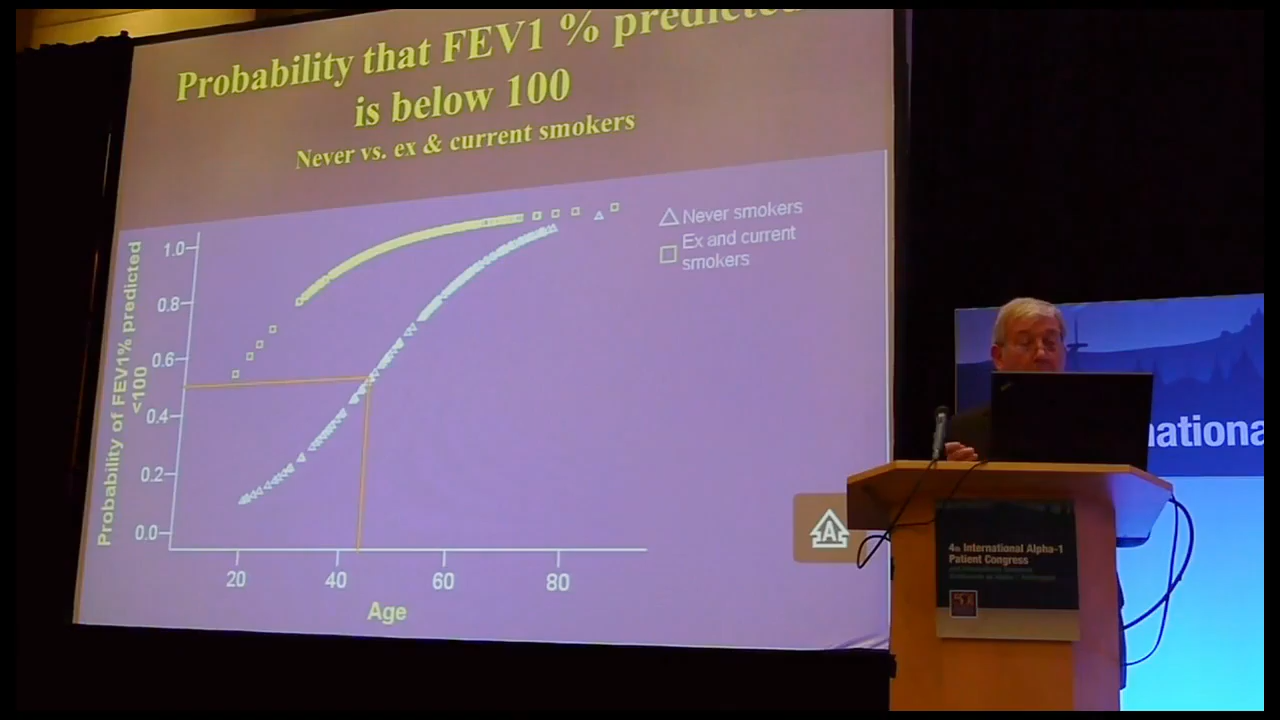 Probability that FEV1 % predicted
is below 100
Never vs. ex & current smokers
Probability of FEV1% predicted
<100
1.0
0.8
0.6
0.4
0.2
0.0
20 40 60 80
Age
Never smokers
Ex and current
smokers
A
national
4th International Alpha-1
Patient Congress